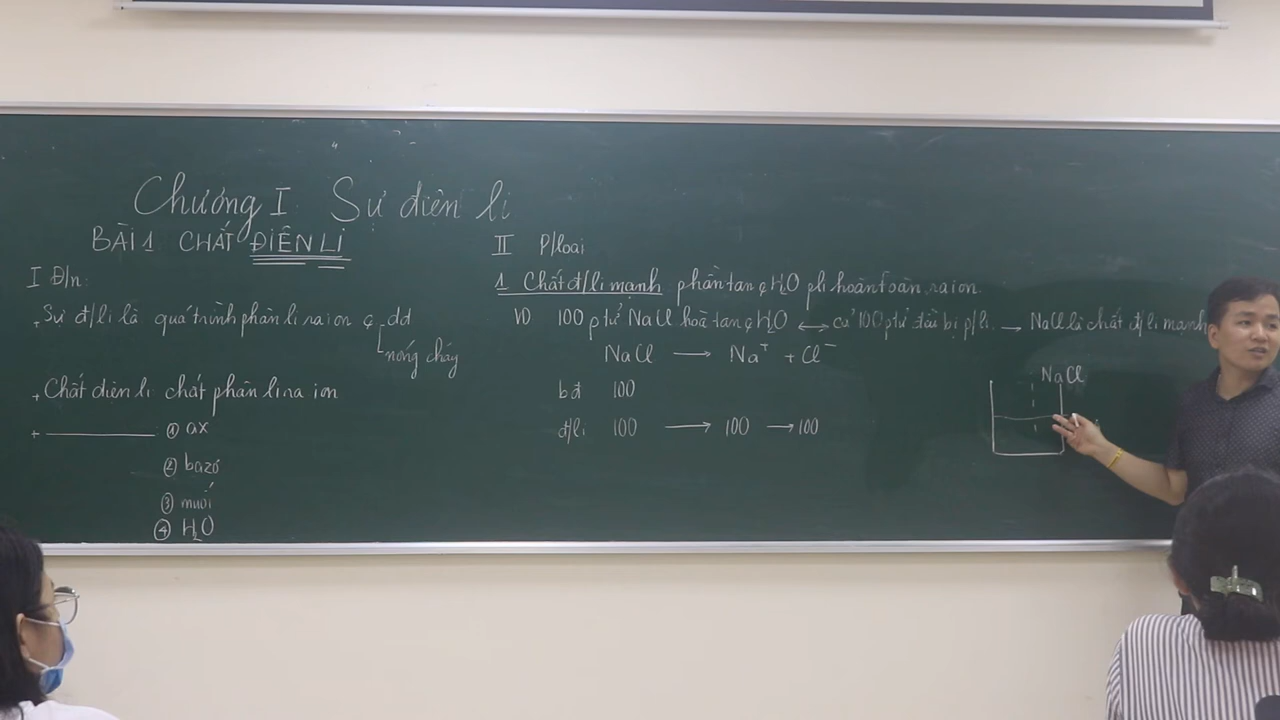 Chương I Sự điện li
BÀI 1 CHẤT ĐIỆN LI
I Đ/n:
+ Sự đ/li là quá trình phân li ra ion ç dd
nóng chảy
+ Chất điện li: chất phân li ra ion
+ ① ax
② bazơ
③ muối
④ H₂O
II P/loại
1 Chất đ/li mạnh phần tan ç H₂O pli hoàn toàn ra ion
VD 100 p tử NaCl hoà tan ç H₂O ⟷ cả 100 ptử đều bị p/li. → NaCl là chất đ/li mạnh
NaCl → Na⁺ + Cl⁻
bđ 100
đ/li 100 → 100 → 100
NaCl